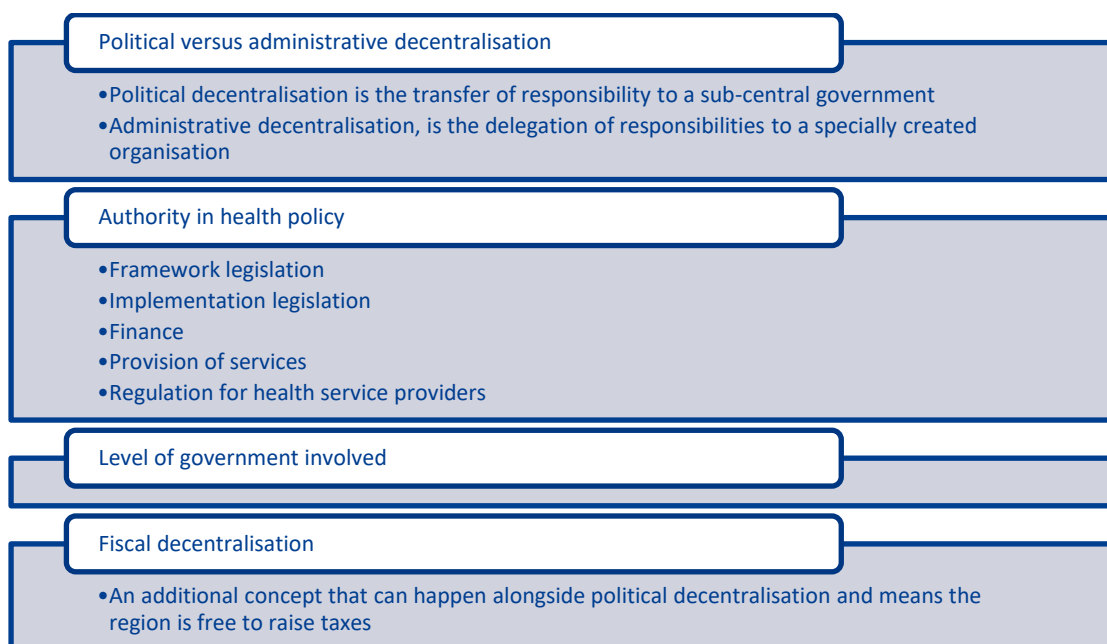 Political versus administrative decentralisation
•Political decentralisation is the transfer of responsibility to a sub-central government
•Administrative decentralisation, is the delegation of responsibilities to a specially created
organisation
Authority in health policy
•Framework legislation
•Implementation legislation
•Finance
•Provision of services
•Regulation for health service providers
Level of government involved
Fiscal decentralisation
•An additional concept that can happen alongside political decentralisation and means the
region is free to raise taxes